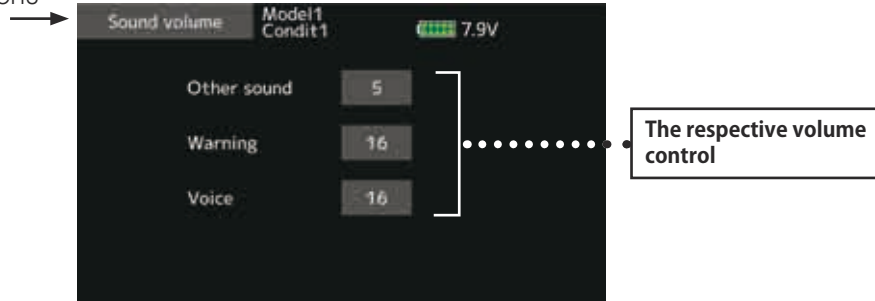 Sound volume
Model1
Condit1
7.9V
Other sound
5
Warning
16
Voice
16
The respective volume
control